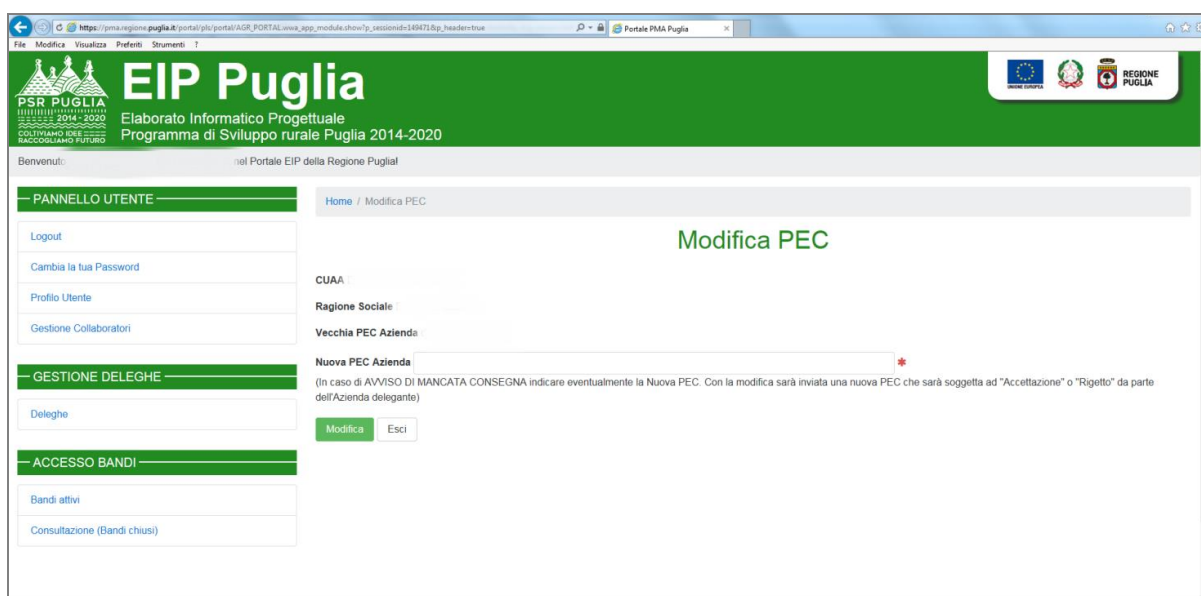 https://pma.regione.puglia.it/portal/pls/portal/AGR_PORTAL.wwa_app_module.show?p_sessionid=149471&p_header=true
Portale PMA Puglia
File Modifica Visualizza Preferiti Strumenti ?
PSR PUGLIA
2014 - 2020
COLTIVIAMO IDEE
RACCOGLIAMO FUTURO
EIP Puglia
Elaborato Informatico Progettuale
Programma di Sviluppo rurale Puglia 2014-2020
UNIONE EUROPEA
REGIONE
PUGLIA
Benvenuto nel Portale EIP della Regione Puglia!
PANNELLO UTENTE
Logout
Cambia la tua Password
Profilo Utente
Gestione Collaboratori
GESTIONE DELEGHE
Deleghe
ACCESSO BANDI
Bandi attivi
Consultazione (Bandi chiusi)
Home / Modifica PEC
Modifica PEC
CUAA
Ragione Sociale
Vecchia PEC Azienda
Nuova PEC Azienda
(In caso di AVVISO DI MANCATA CONSEGNA indicare eventualmente la Nuova PEC. Con la modifica sarà inviata una nuova PEC che sarà soggetta ad "Accettazione" o "Rigetto" da parte
dell'Azienda delegante)
Modifica Esci